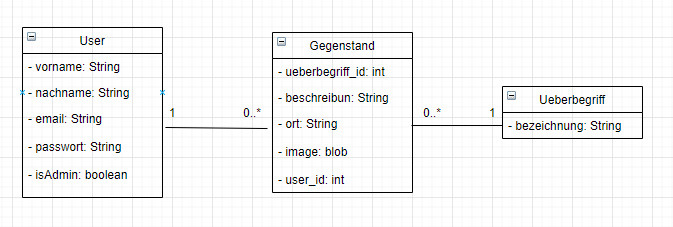 User
- vorname: String
- nachname: String
- email: String
- passwort: String
- isAdmin: boolean
1
0..*
Gegenstand
- ueberbegriff_id: int
- beschreibun: String
- ort: String
- image: blob
- user_id: int
0..*
1
Ueberbegriff
- bezeichnung: String